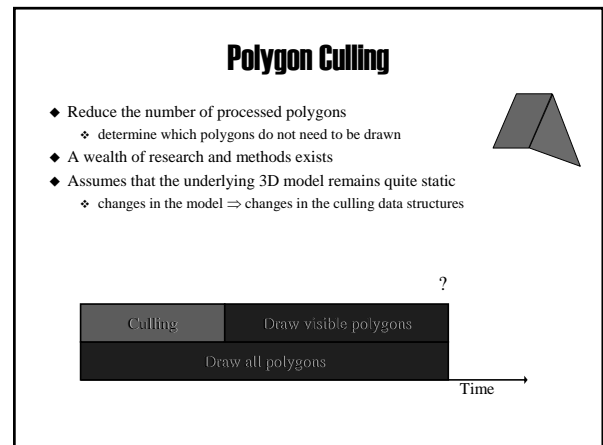 Polygon Culling
◆ Reduce the number of processed polygons
❖ determine which polygons do not need to be drawn
◆ A wealth of research and methods exists
◆ Assumes that the underlying 3D model remains quite static
❖ changes in the model ⇒ changes in the culling data structures
?
Culling Draw visible polygons
Draw all polygons
Time